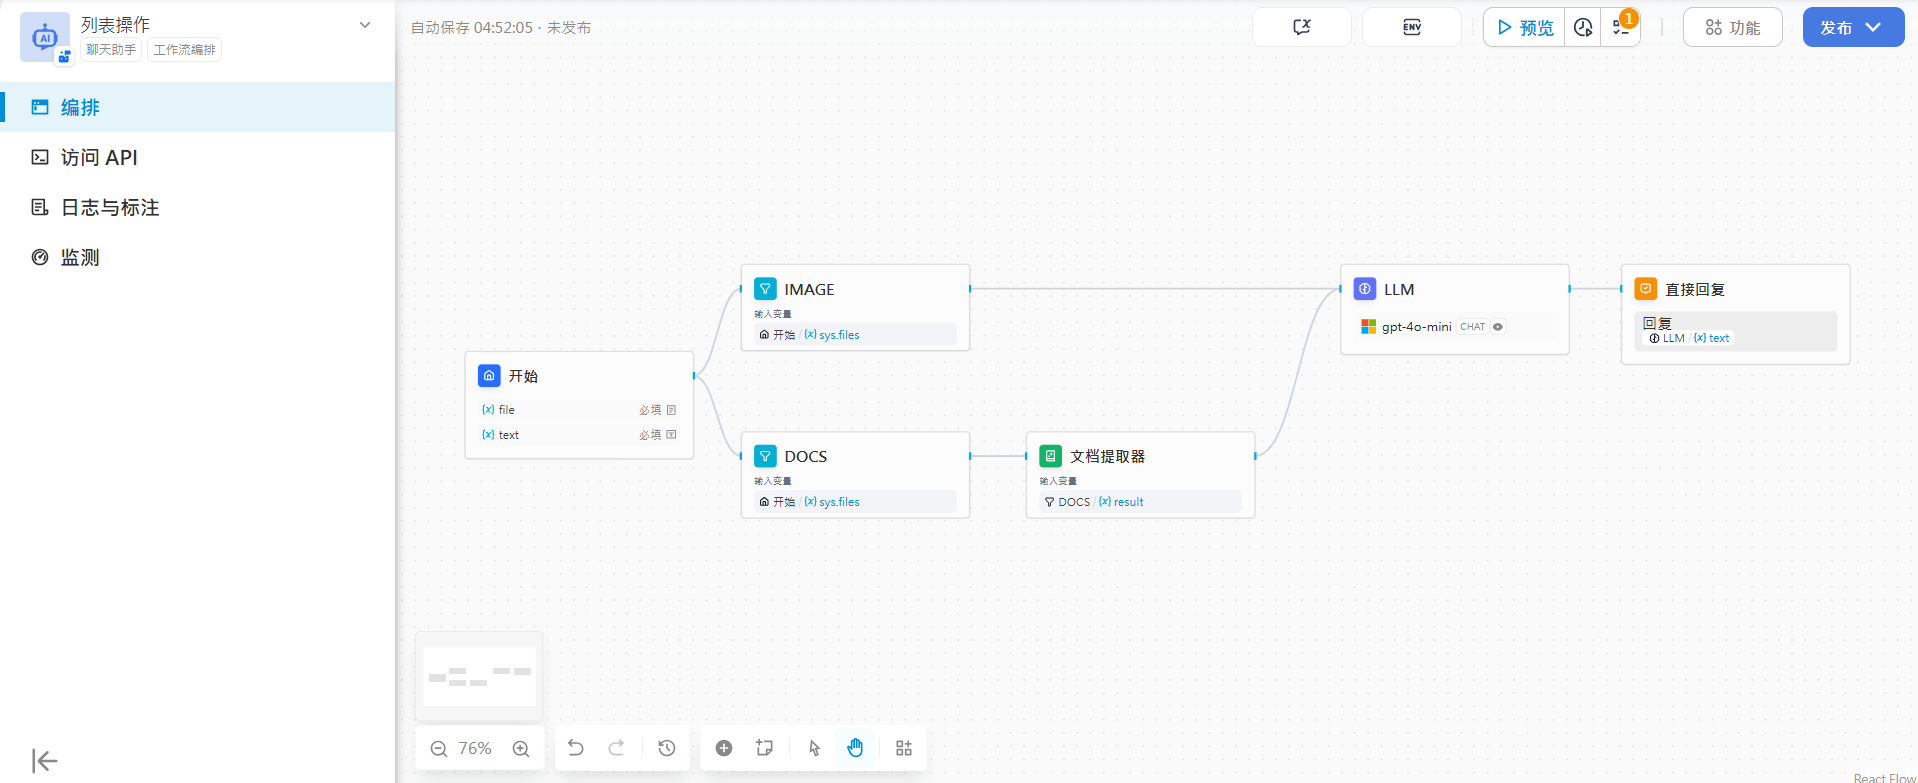 列表操作
聊天助手 工作流编排
编排
访问 API
日志与标注
监测
自动保存 04:52:05 · 未发布
ENV
预览
1
功能
发布
开始
{x} file 必填
{x} text 必填
IMAGE
输入变量
开始 / {x} sys.files
DOCS
输入变量
开始 / {x} sys.files
文档提取器
输入变量
DOCS / {x} result
LLM
gpt-4o-mini CHAT
直接回复
回复
LLM / {x} text
76%
React Flow